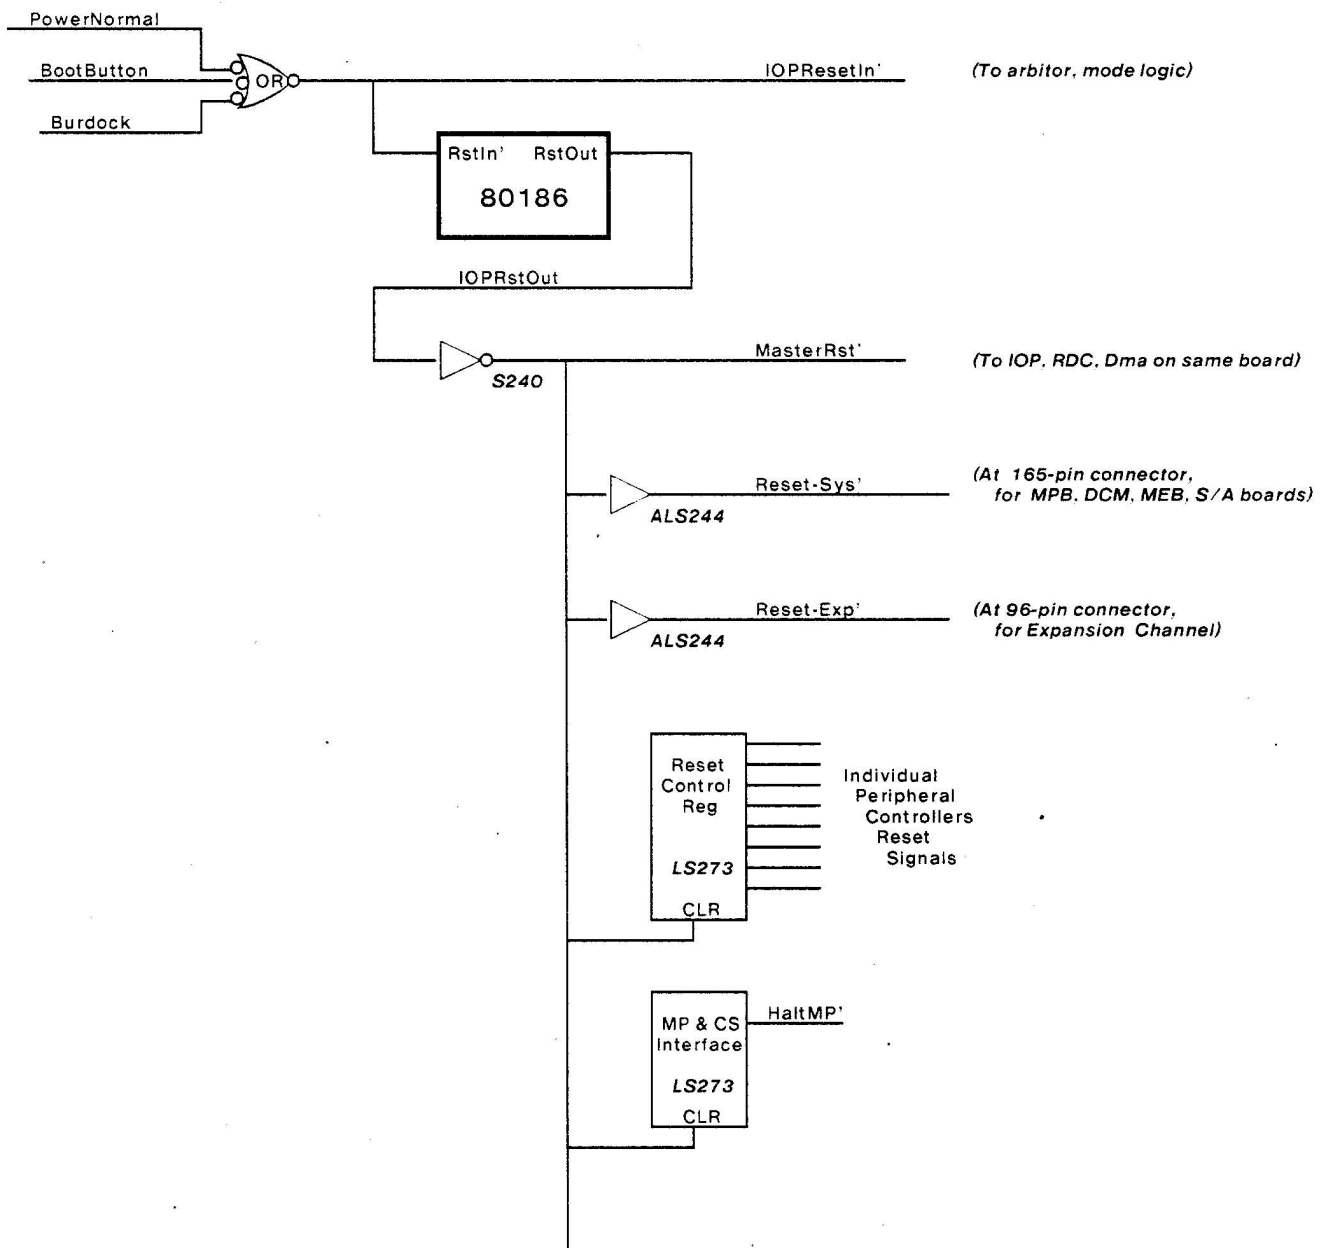 PowerNormal
BootButton
OR
IOPResetIn'
(To arbitor, mode logic)
Burdock
RstIn' RstOut
80186
IOPRstOut
MasterRst'
(To IOP, RDC, Dma on same board)
S240
Reset-Sys'
(At 165-pin connector,
for MPB, DCM, MEB, S/A boards)
ALS244
Reset-Exp'
(At 96-pin connector,
for Expansion Channel)
ALS244
Reset
Control
Reg
LS273
CLR
Individual
Peripheral
Controllers
Reset
Signals
MP & CS
Interface
LS273
CLR
HaltMP'